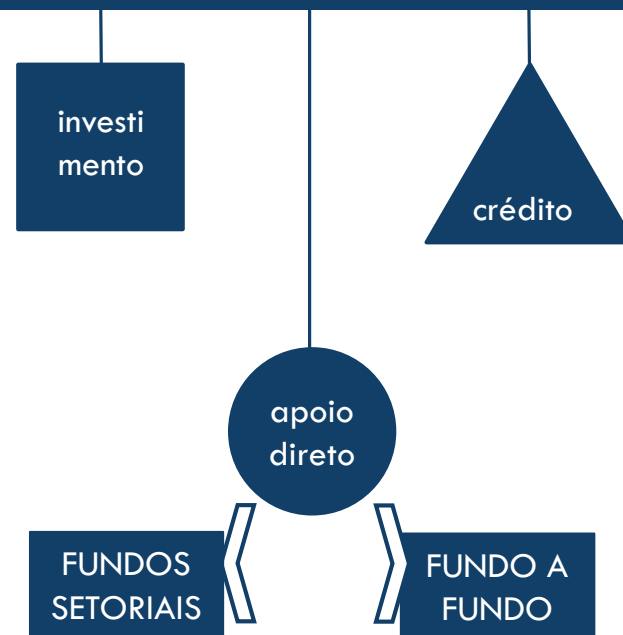 investi
mento
crédito
apoio
direto
FUNDOS
SETORIAIS
FUNDO A
FUNDO